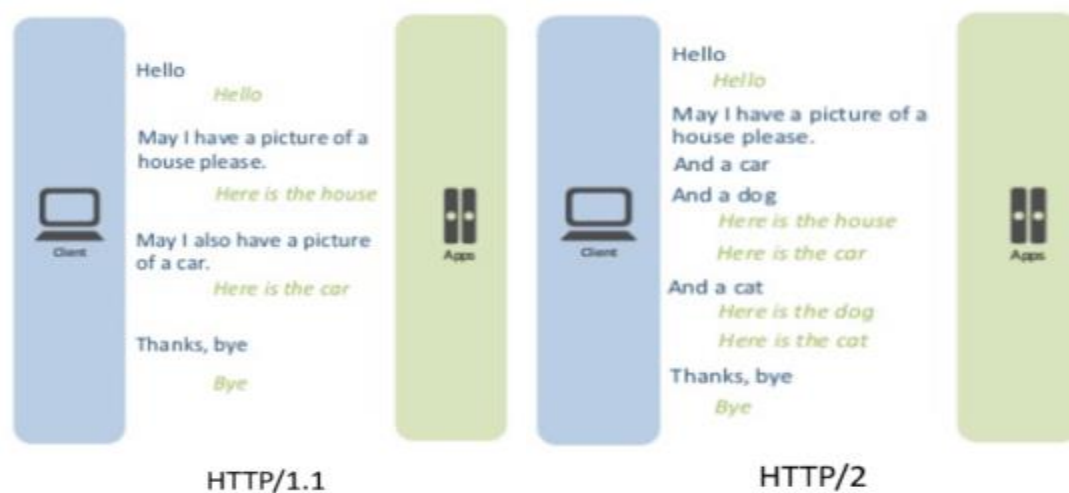 Hello
Hello
May I have a picture of a
house please.
Here is the house
Client
Apps
May I also have a picture
of a car.
Here is the car
Thanks, bye
Bye
HTTP/1.1
Hello
Hello
May I have a picture of a
house please.
And a car
And a dog
Here is the house
Client
Apps
Here is the car
And a cat
Here is the dog
Here is the cat
Thanks, bye
Bye
HTTP/2